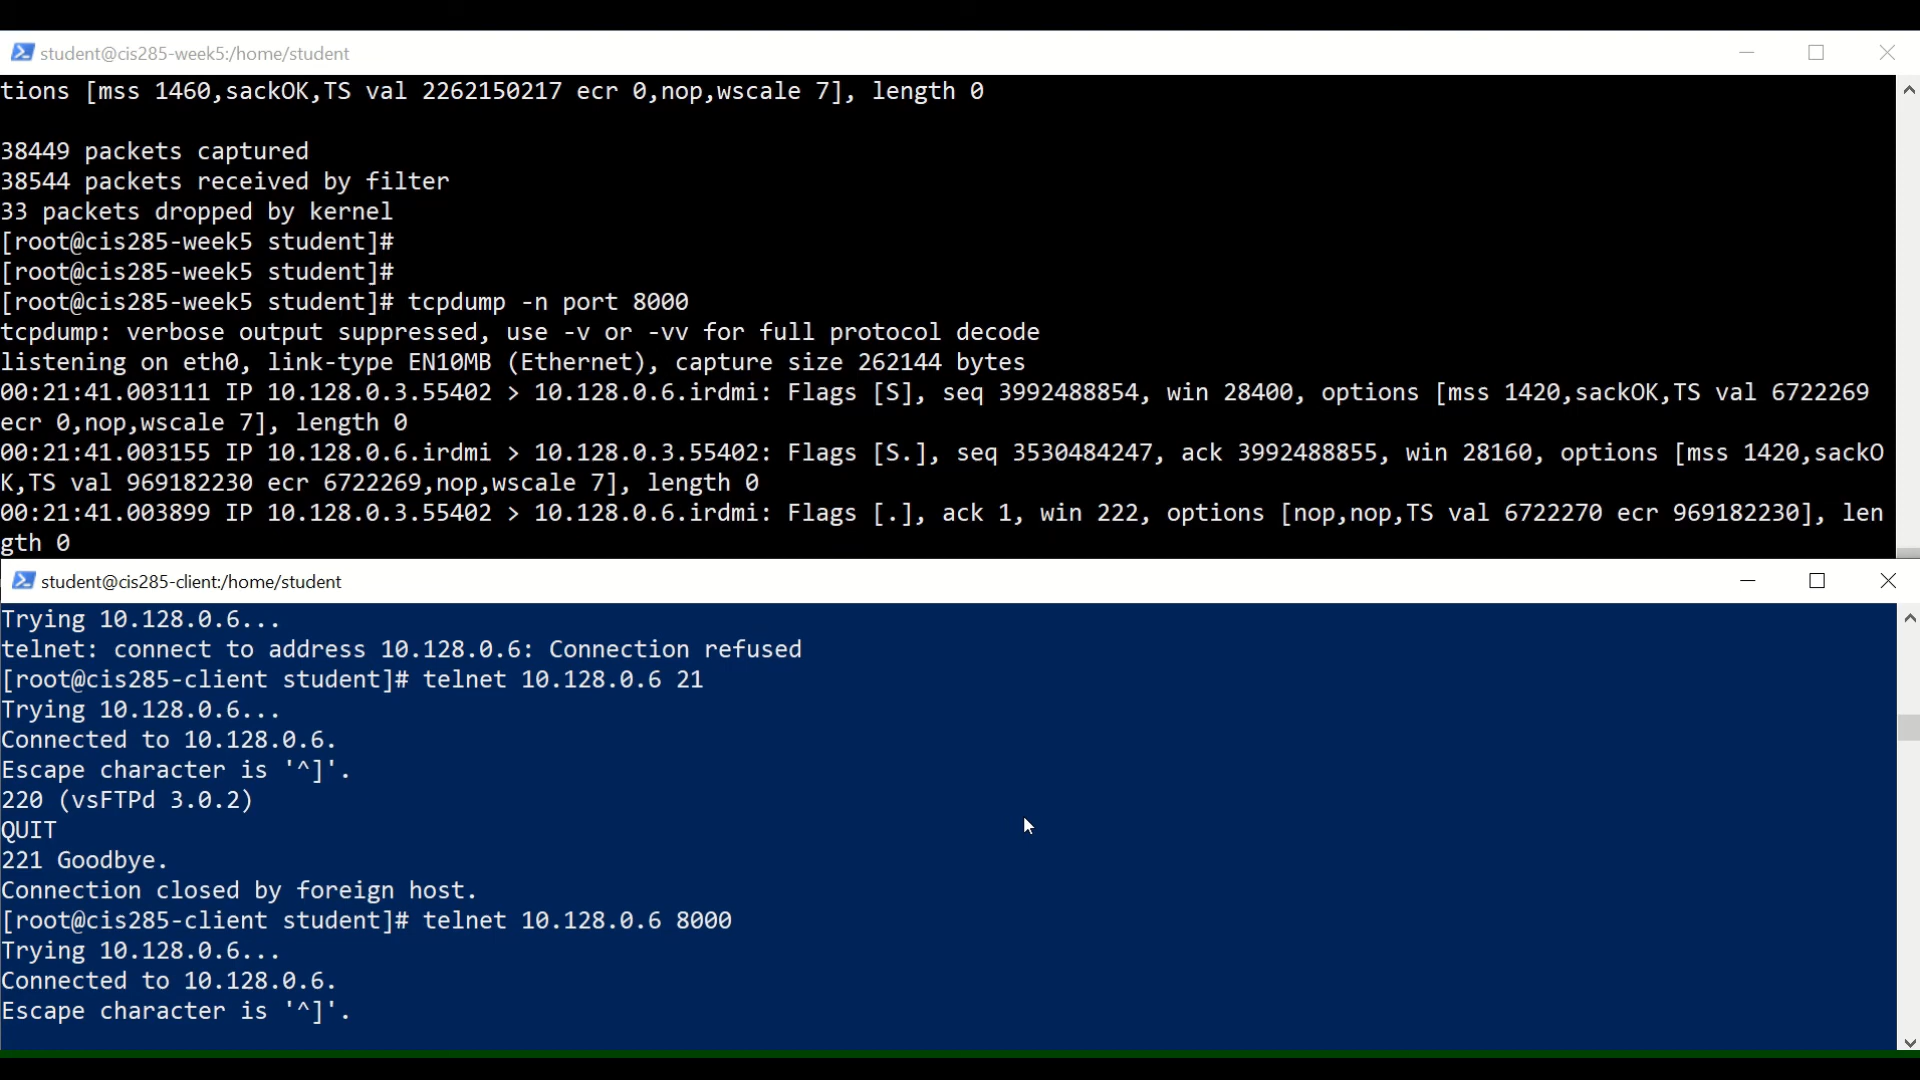 student@cis285-week5:/home/student
tions [mss 1460,sackOK,TS val 2262150217 ecr 0,nop,wscale 7], length 0
38449 packets captured
38544 packets received by filter
33 packets dropped by kernel
[root@cis285-week5 student]#
[root@cis285-week5 student]#
[root@cis285-week5 student]# tcpdump -n port 8000
tcpdump: verbose output suppressed, use -v or -vv for full protocol decode
listening on eth0, link-type EN10MB (Ethernet), capture size 262144 bytes
00:21:41.003111 IP 10.128.0.3.55402 > 10.128.0.6.irdmi: Flags [S], seq 3992488854, win 28400, options [mss 1420,sackOK,TS val 6722269
ecr 0,nop,wscale 7], length 0
00:21:41.003155 IP 10.128.0.6.irdmi > 10.128.0.3.55402: Flags [S.], seq 3530484247, ack 3992488855, win 28160, options [mss 1420,sackO
K,TS val 969182230 ecr 6722269,nop,wscale 7], length 0
00:21:41.003899 IP 10.128.0.3.55402 > 10.128.0.6.irdmi: Flags [.], ack 1, win 222, options [nop,nop,TS val 6722270 ecr 969182230], len
gth 0
student@cis285-client:/home/student
Trying 10.128.0.6...
telnet: connect to address 10.128.0.6: Connection refused
[root@cis285-client student]# telnet 10.128.0.6 21
Trying 10.128.0.6...
Connected to 10.128.0.6.
Escape character is '^]'.
220 (vsFTPd 3.0.2)
QUIT
221 Goodbye.
Connection closed by foreign host.
[root@cis285-client student]# telnet 10.128.0.6 8000
Trying 10.128.0.6...
Connected to 10.128.0.6.
Escape character is '^]'.